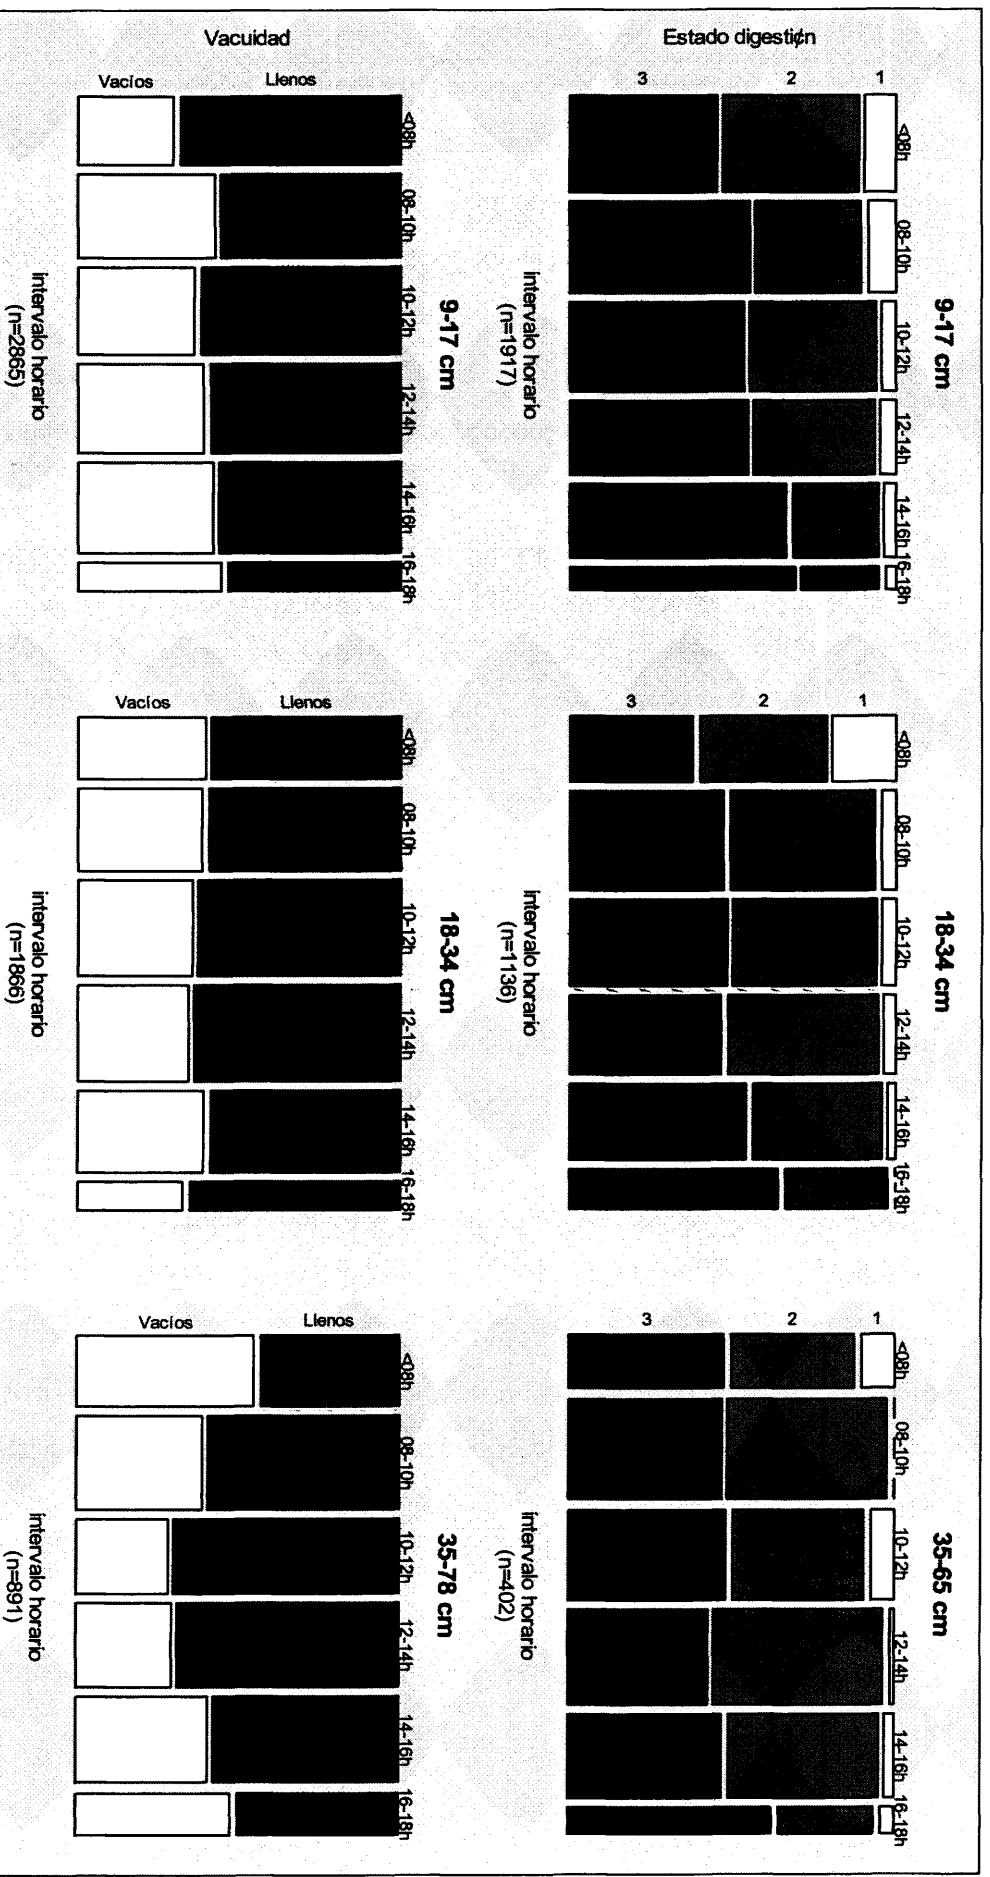 Vacuidad
Vacíos Llenos
<08h
08-10h
10-12h
12-14h
14-16h
16-18h
9-17 cm
intervalo horario
(n=2865)
Estado digestión
3 2 1
<08h
08-10h
10-12h
12-14h
14-16h
16-18h
9-17 cm
intervalo horario
(n=1917)
Vacíos Llenos
<08h
08-10h
10-12h
12-14h
14-16h
16-18h
18-34 cm
intervalo horario
(n=1866)
3 2 1
<08h
08-10h
10-12h
12-14h
14-16h
16-18h
18-34 cm
intervalo horario
(n=1136)
Vacíos Llenos
<08h
08-10h
10-12h
12-14h
14-16h
16-18h
35-78 cm
intervalo horario
(n=891)
3 2 1
<08h
08-10h
10-12h
12-14h
14-16h
16-18h
35-65 cm
intervalo horario
(n=402)